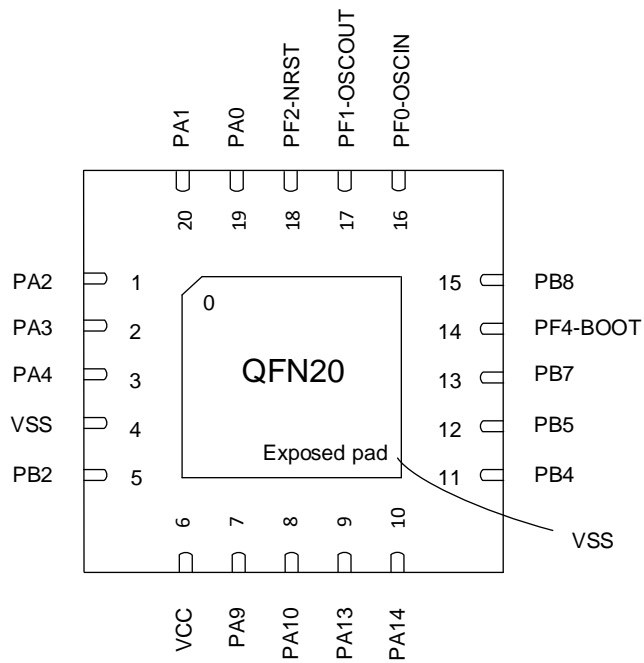 PA1
PA0
PF2-NRST
PF1-OSCOUT
PF0-OSCIN
20
19
18
17
16
PA2 1
15 PB8
0
PA3 2
14 PF4-BOOT
PA4 3
QFN20
13 PB7
VSS 4
12 PB5
Exposed pad
PB2 5
11 PB4
6
7
8
9
10
VSS
VCC
PA9
PA10
PA13
PA14